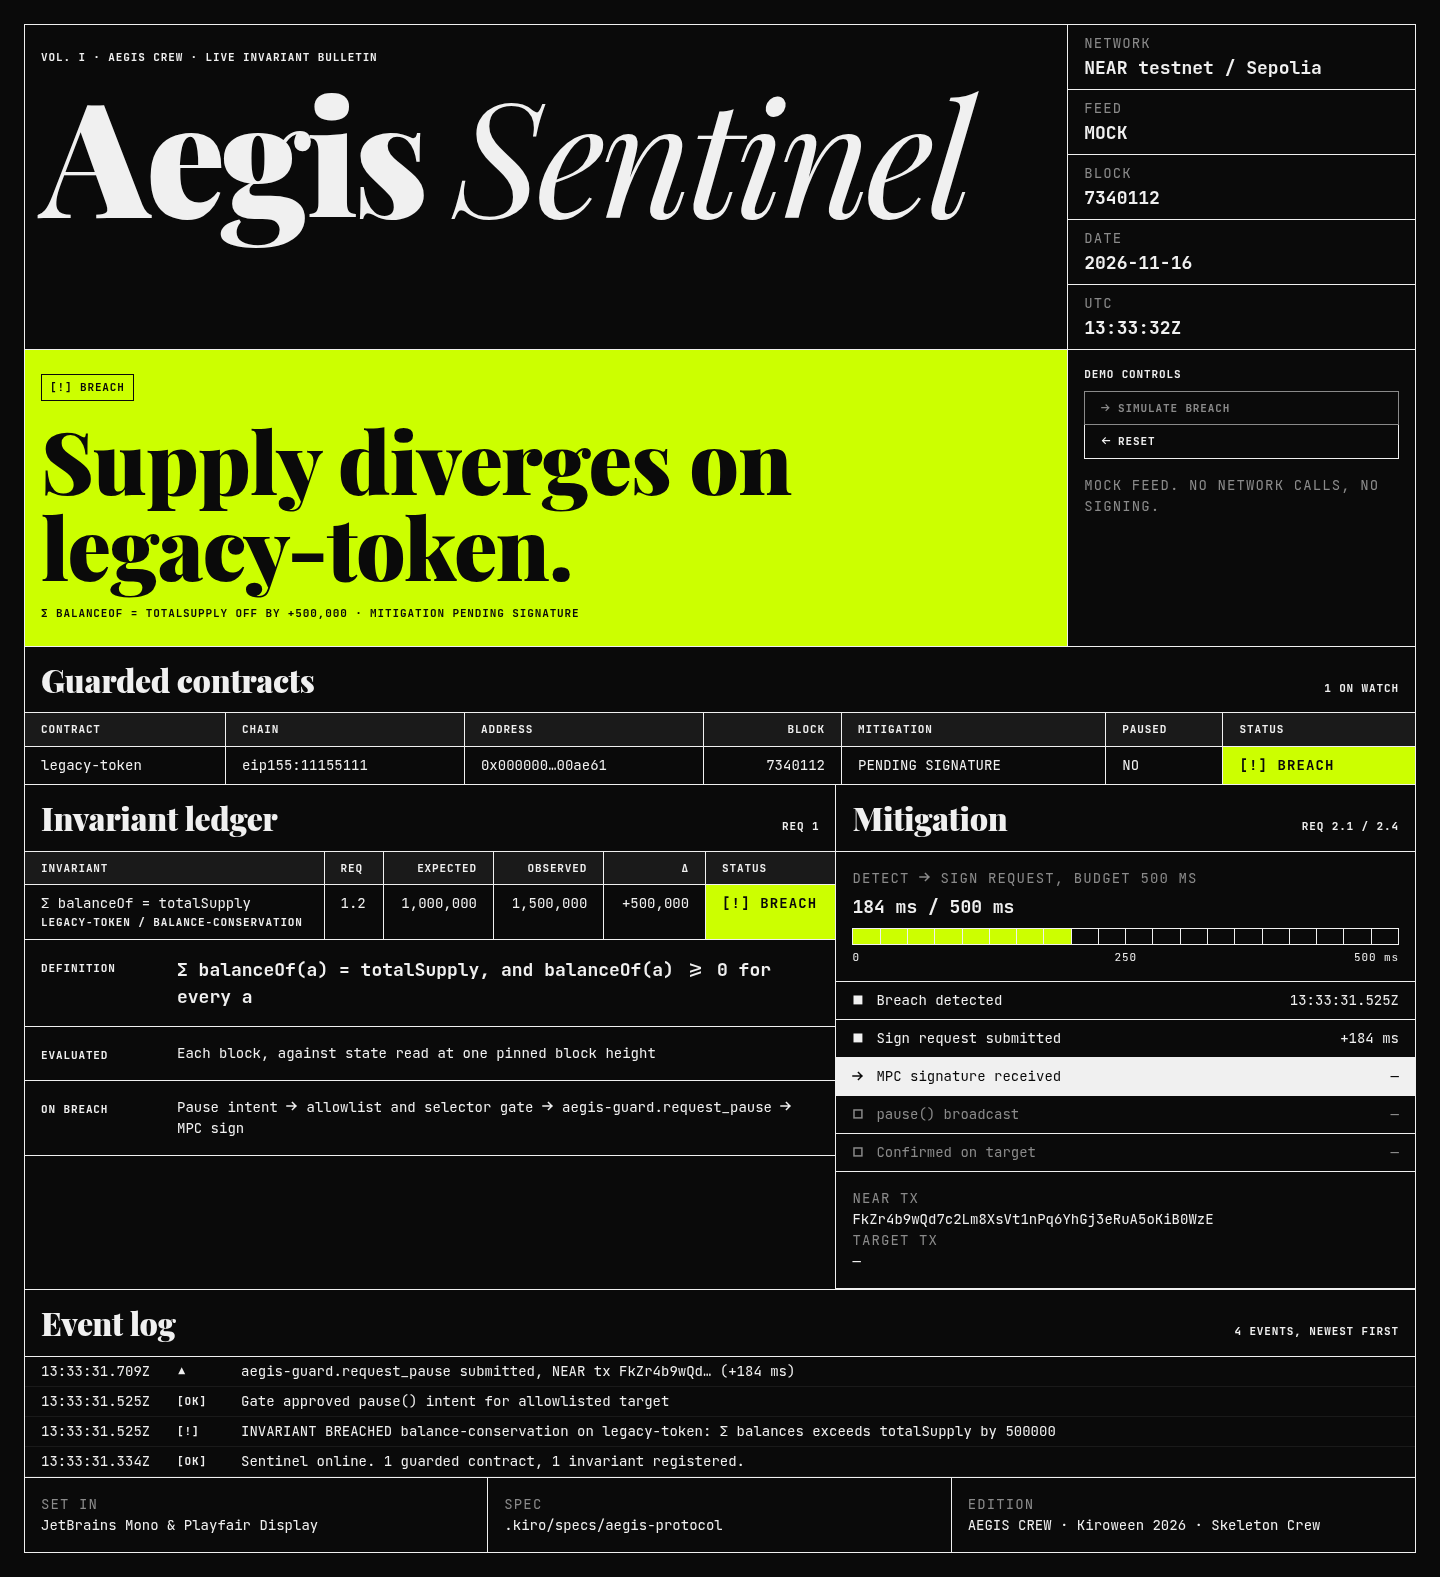 VOL. I · AEGIS CREW · LIVE INVARIANT BULLETIN
Aegis Sentinel
NETWORK
NEAR testnet / Sepolia
FEED
MOCK
BLOCK
7340112
DATE
2026-11-16
UTC
13:33:32Z
[!] BREACH
Supply diverges on
legacy-token.
Σ BALANCEOF = TOTALSUPPLY OFF BY +500,000 · MITIGATION PENDING SIGNATURE
DEMO CONTROLS
→ SIMULATE BREACH
← RESET
MOCK FEED. NO NETWORK CALLS, NO
SIGNING.
Guarded contracts
1 ON WATCH
CONTRACT CHAIN ADDRESS BLOCK MITIGATION PAUSED STATUS
legacy-token eip155:11155111 0x000000…00ae61 7340112 PENDING SIGNATURE NO [!] BREACH
Invariant ledger
REQ 1
INVARIANT REQ EXPECTED OBSERVED Δ STATUS
Σ balanceOf = totalSupply 1.2 1,000,000 1,500,000 +500,000 [!] BREACH
LEGACY-TOKEN / BALANCE-CONSERVATION
DEFINITION Σ balanceOf(a) = totalSupply, and balanceOf(a) ⩾ 0 for
every a
EVALUATED Each block, against state read at one pinned block height
ON BREACH Pause intent → allowlist and selector gate → aegis-guard.request_pause →
MPC sign
Mitigation
REQ 2.1 / 2.4
DETECT → SIGN REQUEST, BUDGET 500 MS
184 ms / 500 ms
0 250 500 ms
■ Breach detected 13:33:31.525Z
■ Sign request submitted +184 ms
→ MPC signature received —
□ pause() broadcast —
□ Confirmed on target —
NEAR TX
FkZr4b9wQd7c2Lm8XsVt1nPq6YhGj3eRuA5oKiB0WzE
TARGET TX
—
Event log
4 EVENTS, NEWEST FIRST
13:33:31.709Z ▲ aegis-guard.request_pause submitted, NEAR tx FkZr4b9wQd… (+184 ms)
13:33:31.525Z [OK] Gate approved pause() intent for allowlisted target
13:33:31.525Z [!] INVARIANT BREACHED balance-conservation on legacy-token: Σ balances exceeds totalSupply by 500000
13:33:31.334Z [OK] Sentinel online. 1 guarded contract, 1 invariant registered.
SET IN
JetBrains Mono & Playfair Display
SPEC
.kiro/specs/aegis-protocol
EDITION
AEGIS CREW · Kiroween 2026 · Skeleton Crew